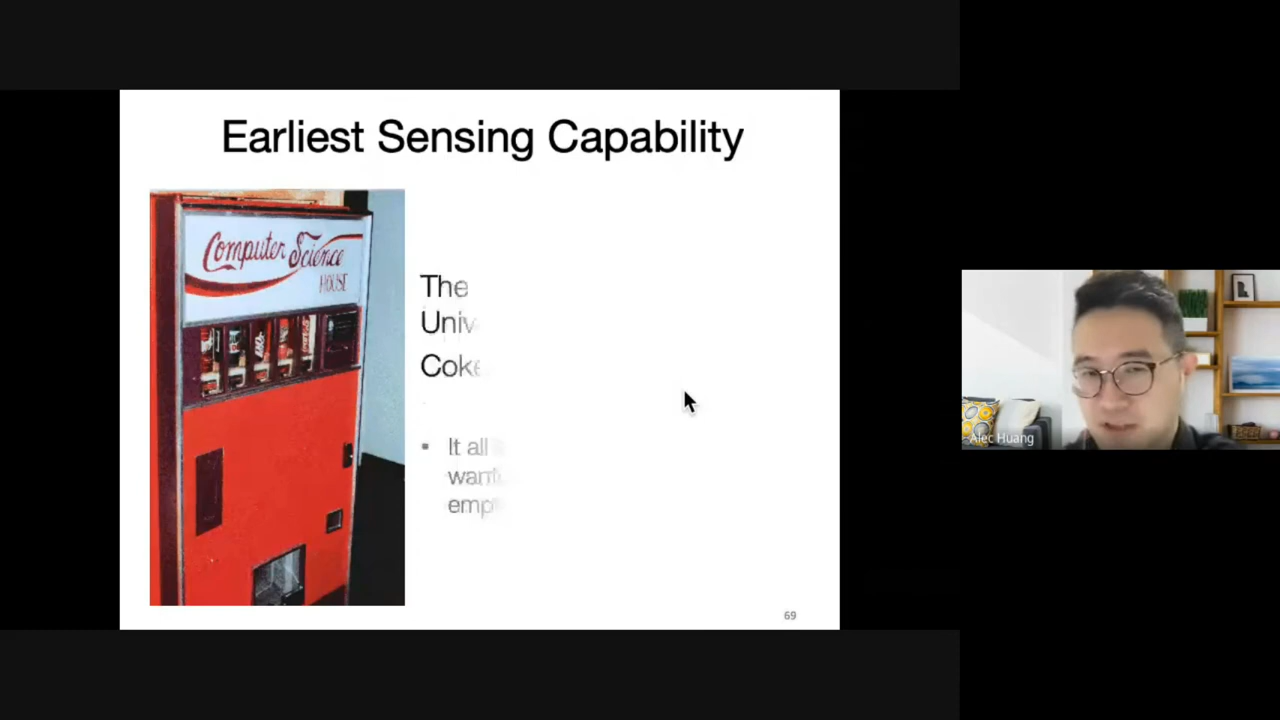 Earliest Sensing Capability
Computer Science
HOUSE
The
Univ
Coke
It all
want
emp
69
Alec Huang